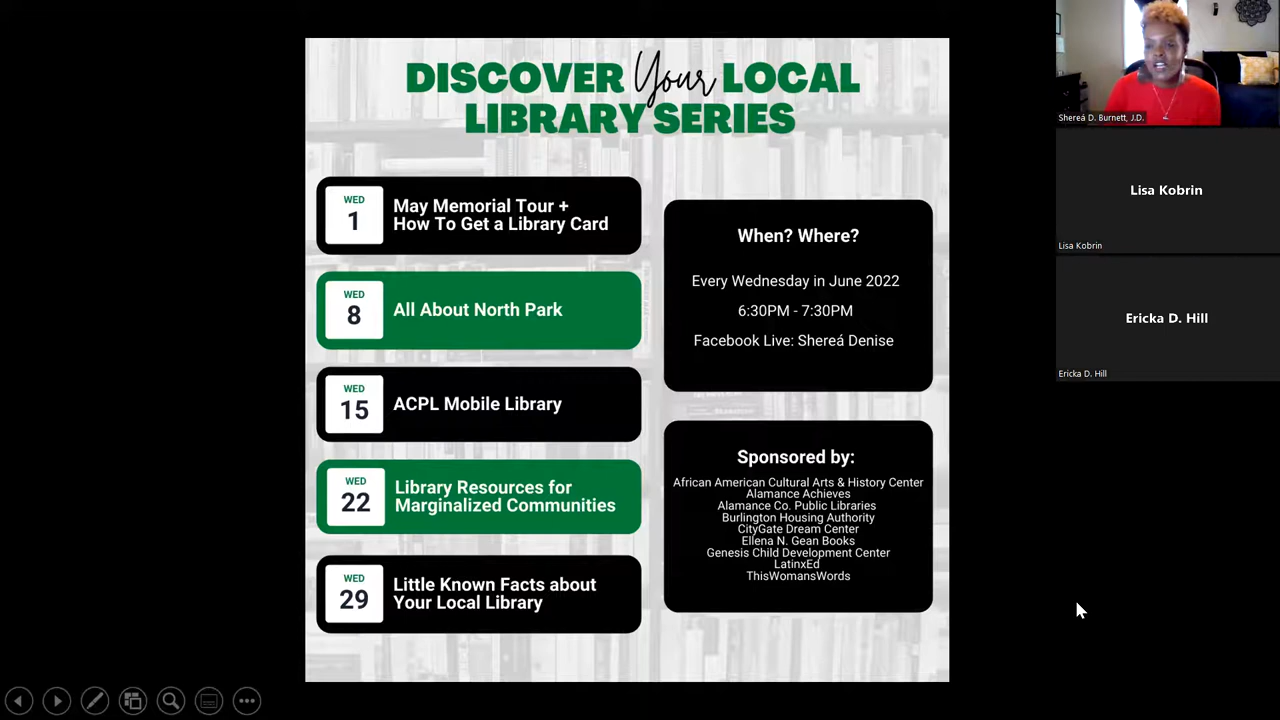 DISCOVER Your LOCAL
LIBRARY SERIES
WED
1
May Memorial Tour +
How To Get a Library Card
WED
8
All About North Park
WED
15
ACPL Mobile Library
WED
22
Library Resources for
Marginalized Communities
WED
29
Little Known Facts about
Your Local Library
When? Where?
Every Wednesday in June 2022
6:30PM - 7:30PM
Facebook Live: Shereá Denise
Sponsored by:
African American Cultural Arts & History Center
Alamance Achieves
Alamance Co. Public Libraries
Burlington Housing Authority
CityGate Dream Center
Ellena N. Gean Books
Genesis Child Development Center
LatinxEd
ThisWomansWords
Shereá D. Burnett, J.D.
Lisa Kobrin
Lisa Kobrin
Ericka D. Hill
Ericka D. Hill